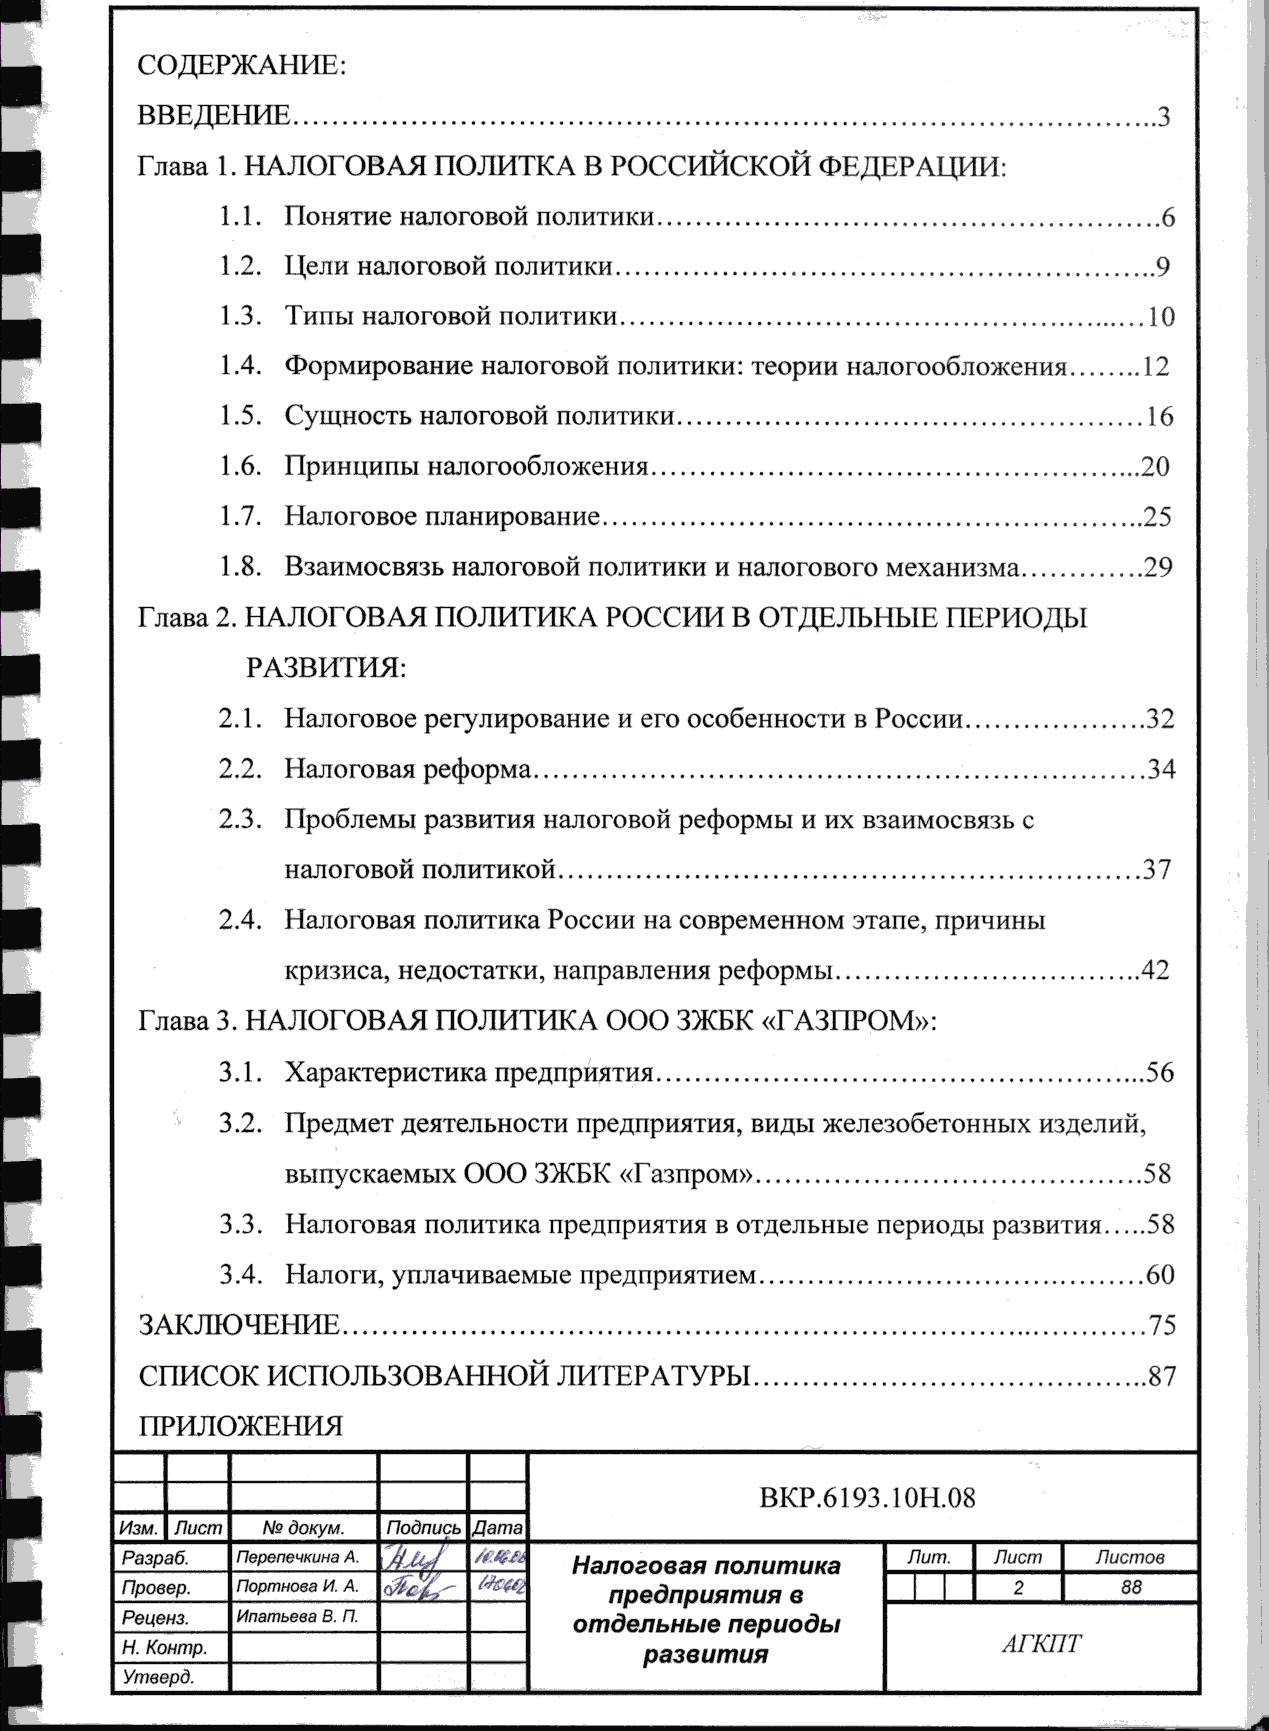 СОДЕРЖАНИЕ:
ВВЕДЕНИЕ……………………………………………………………………………..3
Глава 1. НАЛОГОВАЯ ПОЛИТКА В РОССИЙСКОЙ ФЕДЕРАЦИИ:
1.1. Понятие налоговой политики…………………………………………….6
1.2. Цели налоговой политики………………………………………………..9
1.3. Типы налоговой политики…………………………………………...…10
1.4. Формирование налоговой политики: теории налогообложения……..12
1.5. Сущность налоговой политики…………………………………………16
1.6. Принципы налогообложения…………………………………………...20
1.7. Налоговое планирование………………………………………………..25
1.8. Взаимосвязь налоговой политики и налогового механизма………….29
Глава 2. НАЛОГОВАЯ ПОЛИТИКА РОССИИ В ОТДЕЛЬНЫЕ ПЕРИОДЫ
РАЗВИТИЯ:
2.1. Налоговое регулирование и его особенности в России……………….32
2.2. Налоговая реформа………………………………………………………34
2.3. Проблемы развития налоговой реформы и их взаимосвязь с
налоговой политикой……………………………………………………37
2.4. Налоговая политика России на современном этапе, причины
кризиса, недостатки, направления реформы…………………………..42
Глава 3. НАЛОГОВАЯ ПОЛИТИКА ООО ЗЖБК «ГАЗПРОМ»:
3.1. Характеристика предприятия…………………………………………...56
3.2. Предмет деятельности предприятия, виды железобетонных изделий,
выпускаемых ООО ЗЖБК «Газпром»………………………………….58
3.3. Налоговая политика предприятия в отдельные периоды развития…..58
3.4. Налоги, уплачиваемые предприятием………………………………….60
ЗАКЛЮЧЕНИЕ……………………………………………………………..…………75
СПИСОК ИСПОЛЬЗОВАННОЙ ЛИТЕРАТУРЫ…………………………………..87
ПРИЛОЖЕНИЯ
ВКР.6193.10Н.08
Изм. Лист № докум. Подпись Дата
Разраб. Перепечкина А.
Провер. Портнова И. А.
Реценз. Ипатьева В. П.
Н. Контр.
Утверд.
Налоговая политика
предприятия в
отдельные периоды
развития
Лит. Лист Листов
2 88
АГКПТ